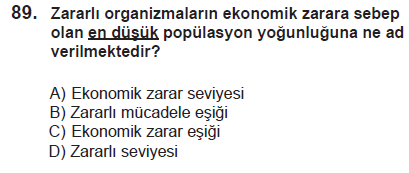 89. Zararlı organizmaların ekonomik zarara sebep
olan en düşük popülasyon yoğunluğuna ne ad
verilmektedir?
A) Ekonomik zarar seviyesi
B) Zararlı mücadele eşiği
C) Ekonomik zarar eşiği
D) Zararlı seviyesi